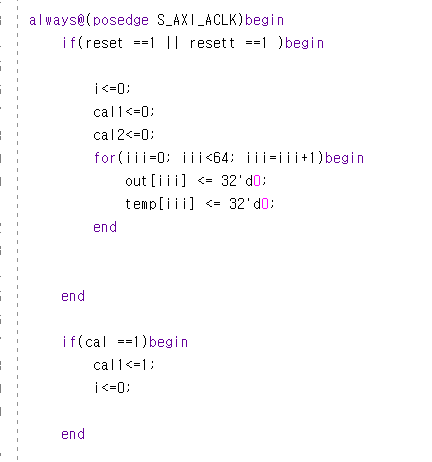 always@(posedge S_AXI_ACLK)begin
if(reset ==1 || resett ==1 )begin
i<=0;
cal1<=0;
cal2<=0;
for(iii=0; iii<64; iii=iii+1)begin
out[iii] <= 32'd0;
temp[iii] <= 32'd0;
end
end
if(cal ==1)begin
cal1<=1;
i<=0;
end